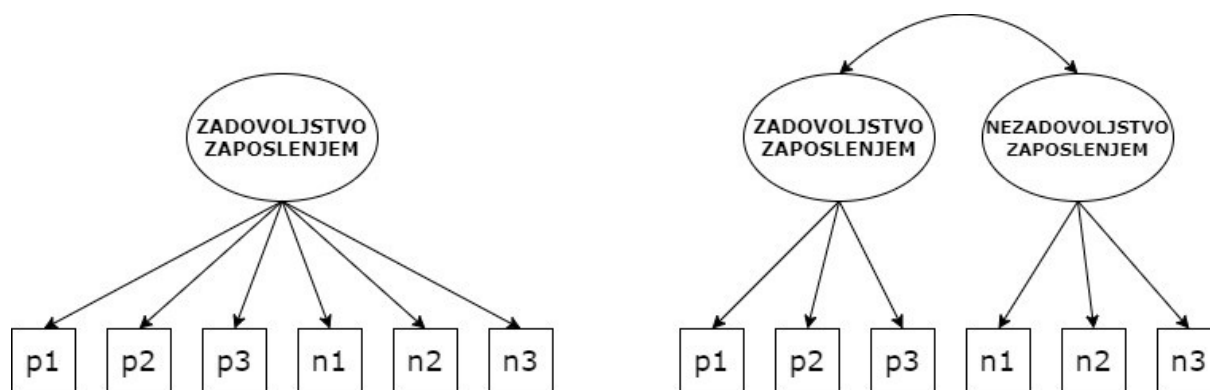 ZADOVOLJSTVO
ZAPOSLENJEM
p1 p2 p3 n1 n2 n3
ZADOVOLJSTVO
ZAPOSLENJEM
NEZADOVOLJSTVO
ZAPOSLENJEM
p1 p2 p3 n1 n2 n3